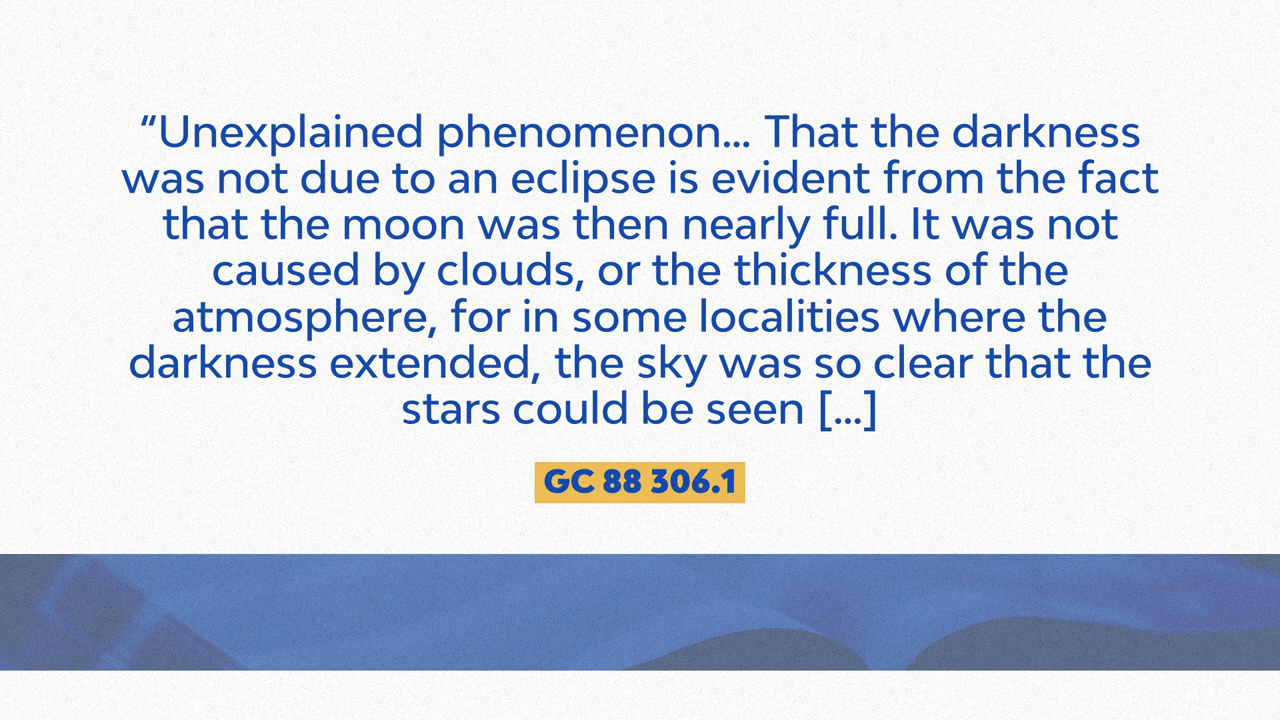 “Unexplained phenomenon... That the darkness
was not due to an eclipse is evident from the fact
that the moon was then nearly full. It was not
caused by clouds, or the thickness of the
atmosphere, for in some localities where the
darkness extended, the sky was so clear that the
stars could be seen [...]
GC 88 306.1